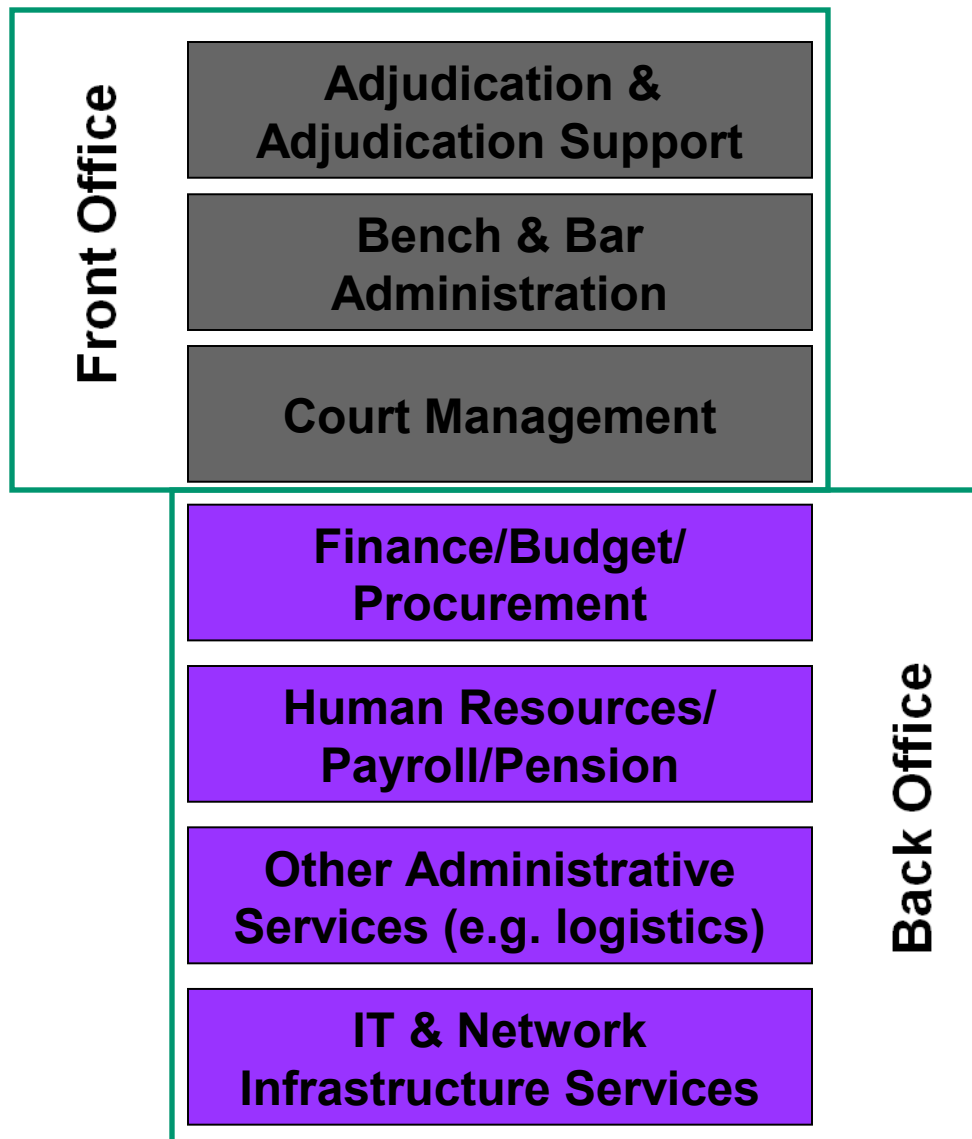 Front Office
Adjudication &
Adjudication Support
Bench & Bar
Administration
Court Management
Finance/Budget/
Procurement
Human Resources/
Payroll/Pension
Other Administrative
Services (e.g. logistics)
IT & Network
Infrastructure Services
Back Office